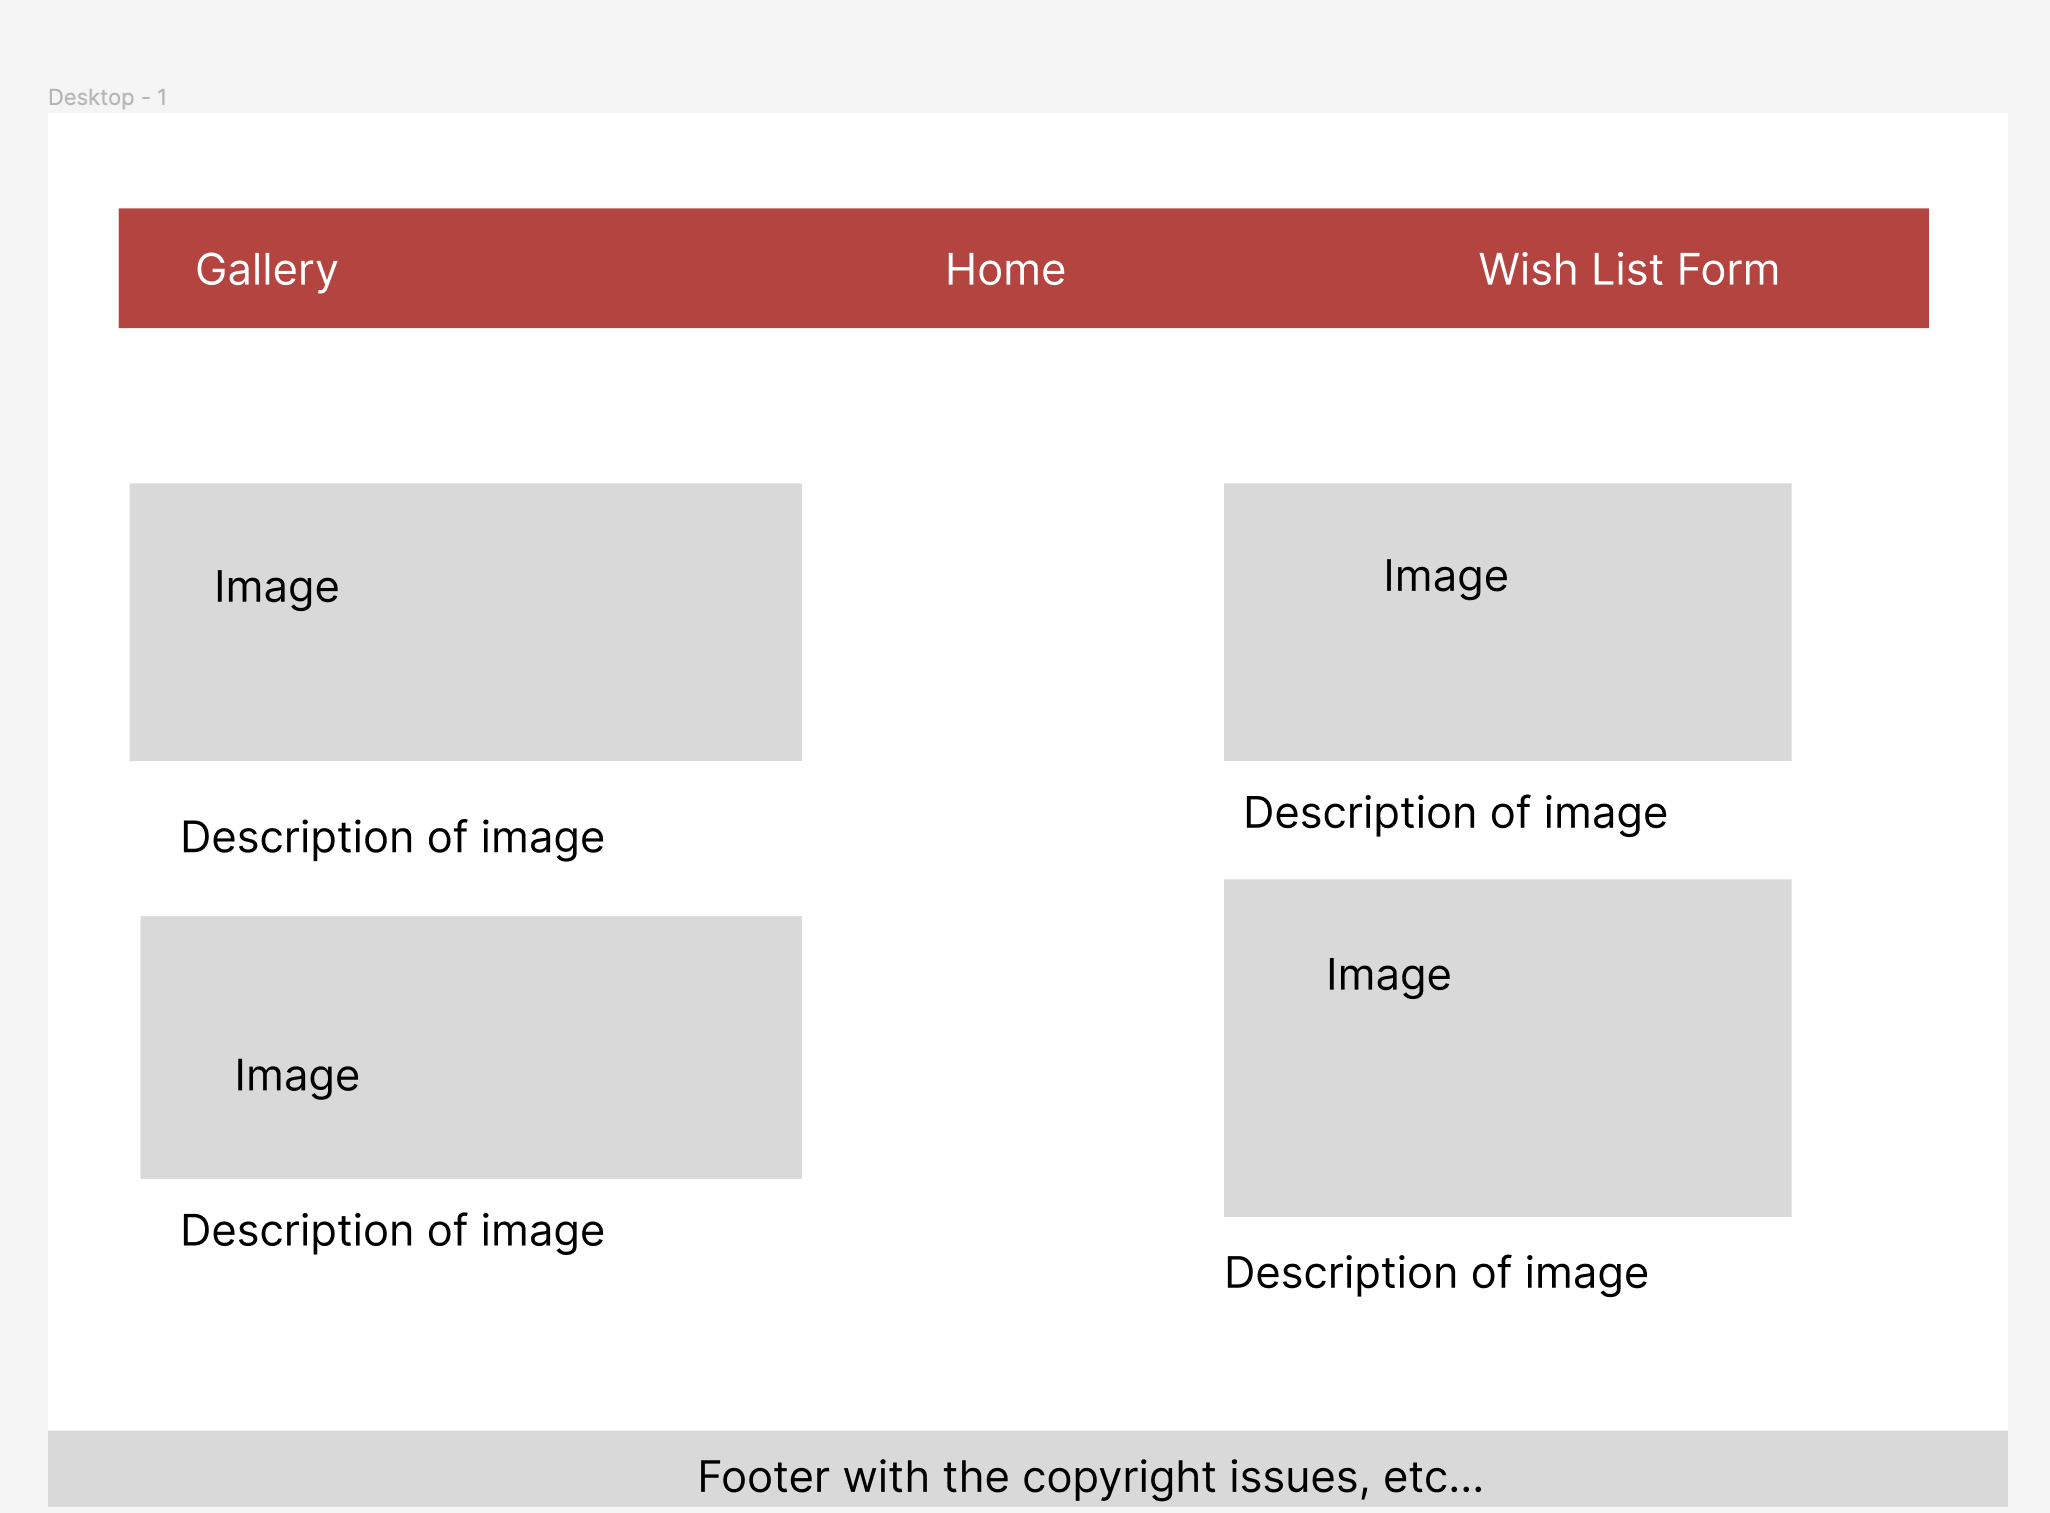 Desktop - 1
Gallery
Home
Wish List Form
Image
Image
Description of image
Description of image
Image
Image
Description of image
Description of image
Footer with the copyright issues, etc...